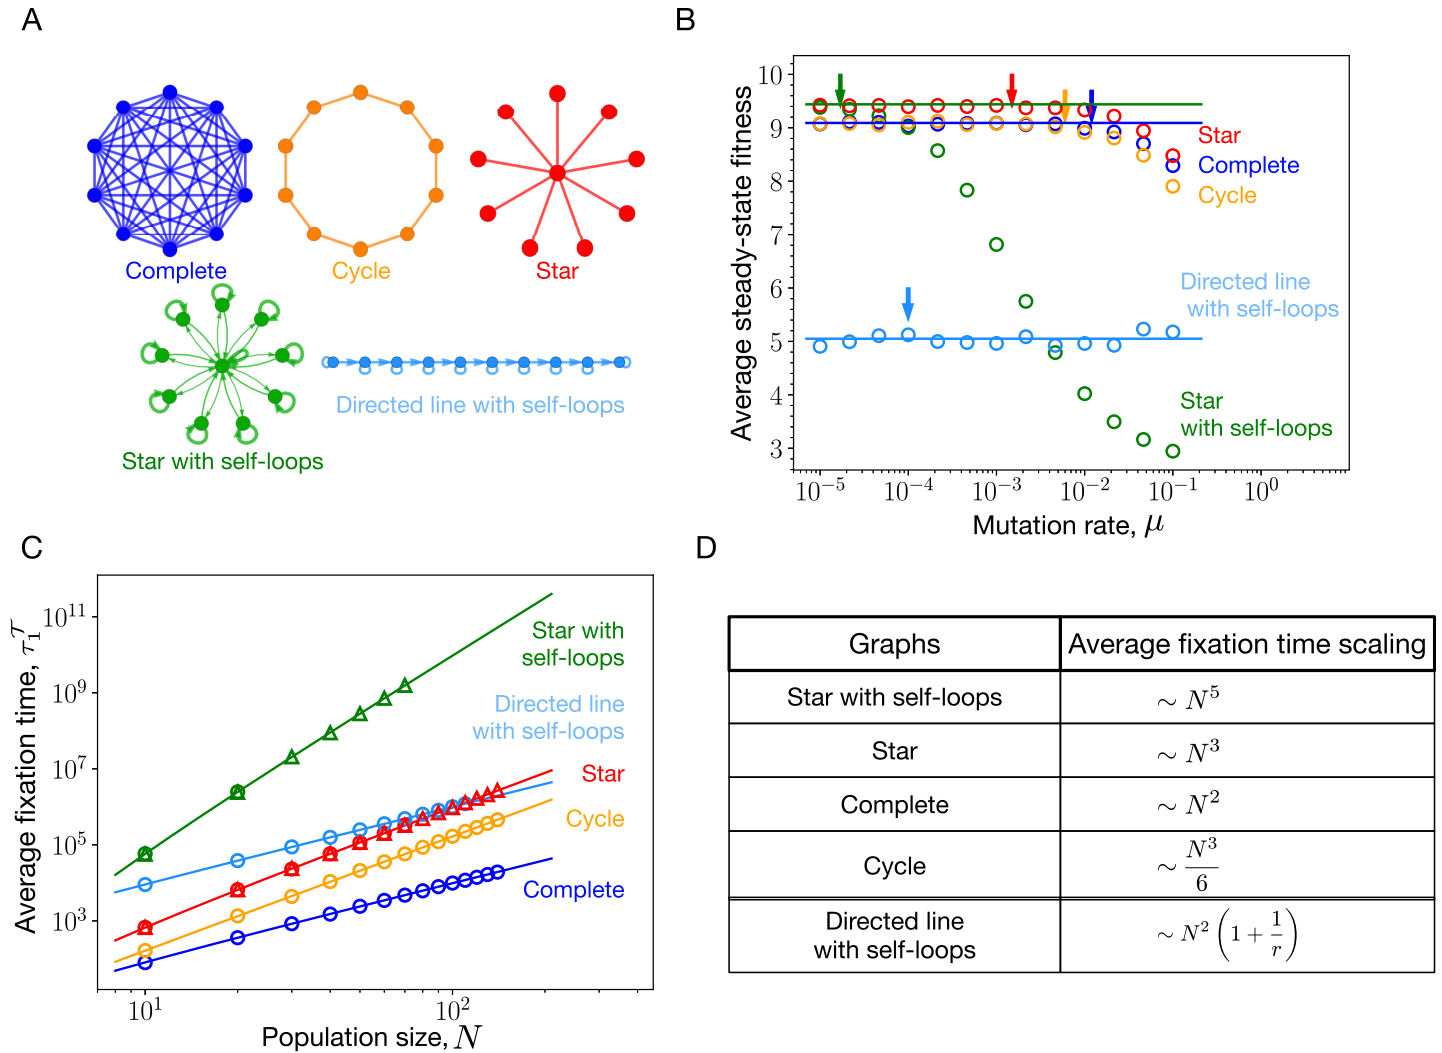 A
Complete
Cycle
Star
Star with self-loops
Directed line with self-loops
B
Average steady-state fitness
10
9
8
7
6
5
4
3
Star
Complete
Cycle
Directed line
with self-loops
Star
with self-loops
10^{-5}
10^{-4}
10^{-3}
10^{-2}
10^{-1}
10^{0}
Mutation rate, μ
C
Average fixation time, τ_1^𝒯
10^{11}
10^{9}
10^{7}
10^{5}
10^{3}
Star with
self-loops
Directed line
with self-loops
Star
Cycle
Complete
10^{1}
10^{2}
Population size, N
D
Graphs
Average fixation time scaling
Star with self-loops
∼ N^5
Star
∼ N^3
Complete
∼ N^2
Cycle
∼ N^3/6
Directed line
with self-loops
∼ N^2 (1 + 1/r)